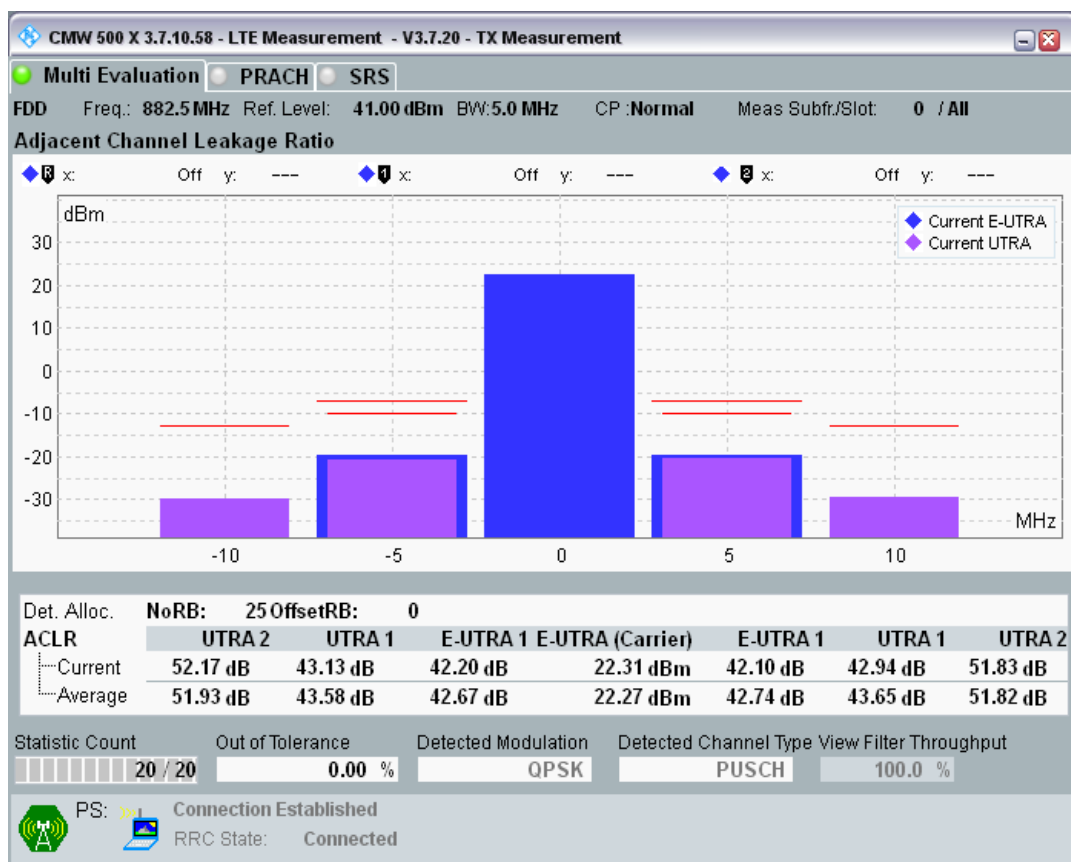 CMW 500 X 3.7.10.58 - LTE Measurement - V3.7.20 - TX Measurement
Multi Evaluation PRACH SRS
FDD Freq.: 882.5 MHz Ref. Level: 41.00 dBm BW:5.0 MHz CP :Normal Meas Subfr./Slot: 0 / All
Adjacent Channel Leakage Ratio
R x: Off y: --- 1 x: Off y: --- 2 x: Off y: ---
dBm
Current E-UTRA
Current UTRA
30
20
10
0
-10
-20
-30
MHz
-10 -5 0 5 10
Det. Alloc. NoRB: 25 OffsetRB: 0
ACLR UTRA 2 UTRA 1 E-UTRA 1 E-UTRA (Carrier) E-UTRA 1 UTRA 1 UTRA 2
Current 52.17 dB 43.13 dB 42.20 dB 22.31 dBm 42.10 dB 42.94 dB 51.83 dB
Average 51.93 dB 43.58 dB 42.67 dB 22.27 dBm 42.74 dB 43.65 dB 51.82 dB
Statistic Count Out of Tolerance Detected Modulation Detected Channel Type View Filter Throughput
20 / 20 0.00 % QPSK PUSCH 100.0 %
PS: Connection Established
RRC State: Connected